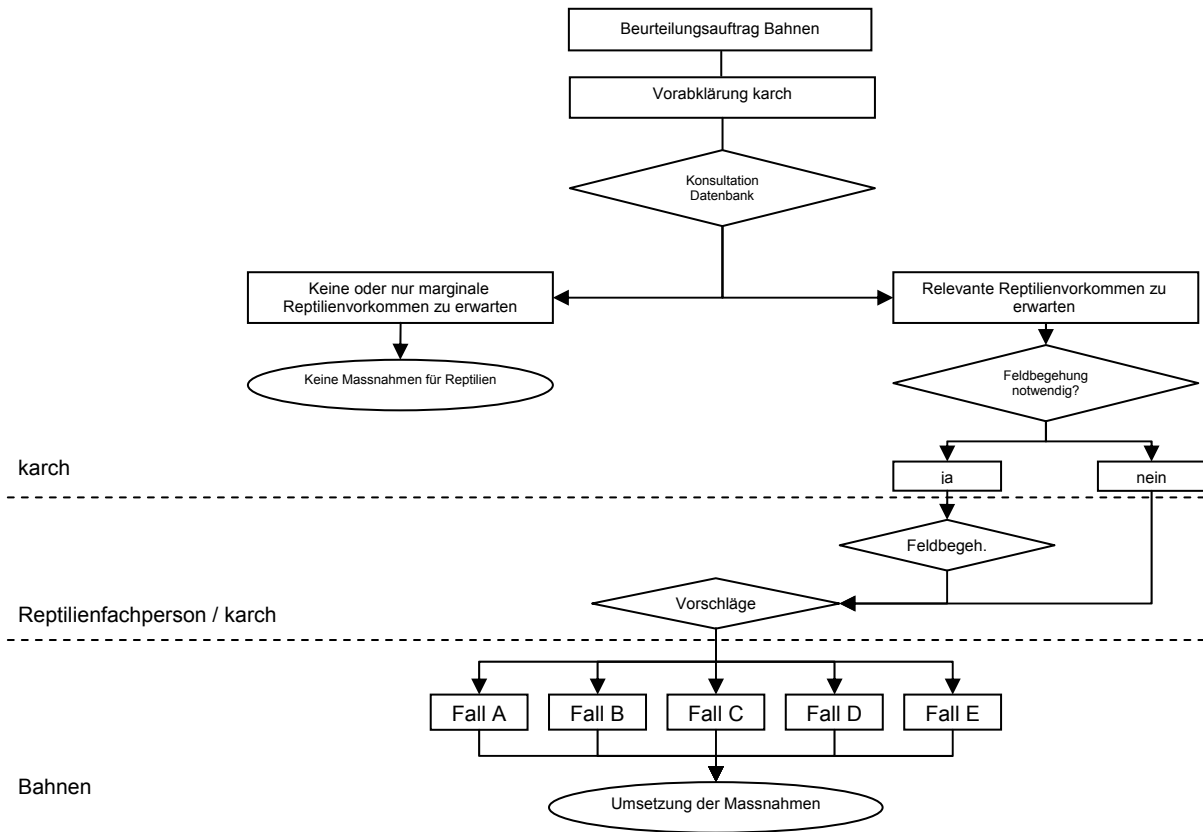 Beurteilungsauftrag Bahnen
Vorabklärung karch
Konsultation
Datenbank
Keine oder nur marginale
Reptilienvorkommen zu erwarten
Relevante Reptilienvorkommen zu
erwarten
Keine Massnahmen für Reptilien
Feldbegehung
notwendig?
karch
ja
nein
Feldbegeh.
Vorschläge
Reptilienfachperson / karch
Fall A
Fall B
Fall C
Fall D
Fall E
Bahnen
Umsetzung der Massnahmen